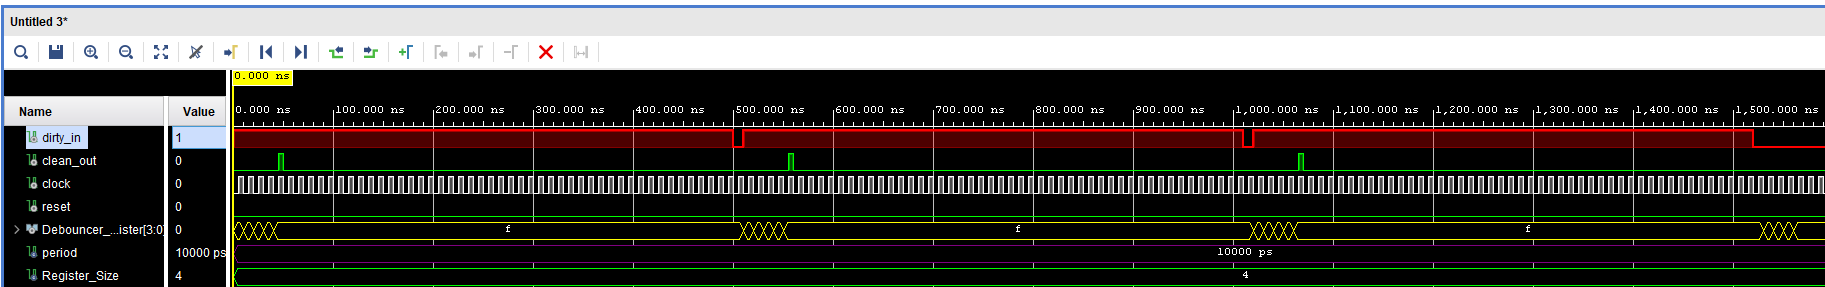 Untitled 3*
0.000 ns
Name Value 0.000 ns 100.000 ns 200.000 ns 300.000 ns 400.000 ns 500.000 ns 600.000 ns 700.000 ns 800.000 ns 900.000 ns 1,000.000 ns 1,100.000 ns 1,200.000 ns 1,300.000 ns 1,400.000 ns 1,500.000 ns
dirty_in 1
clean_out 0
clock 0
reset 0
Debouncer_...ister[3:0] 0 f f f
period 10000 ps 10000 ps
Register_Size 4 4